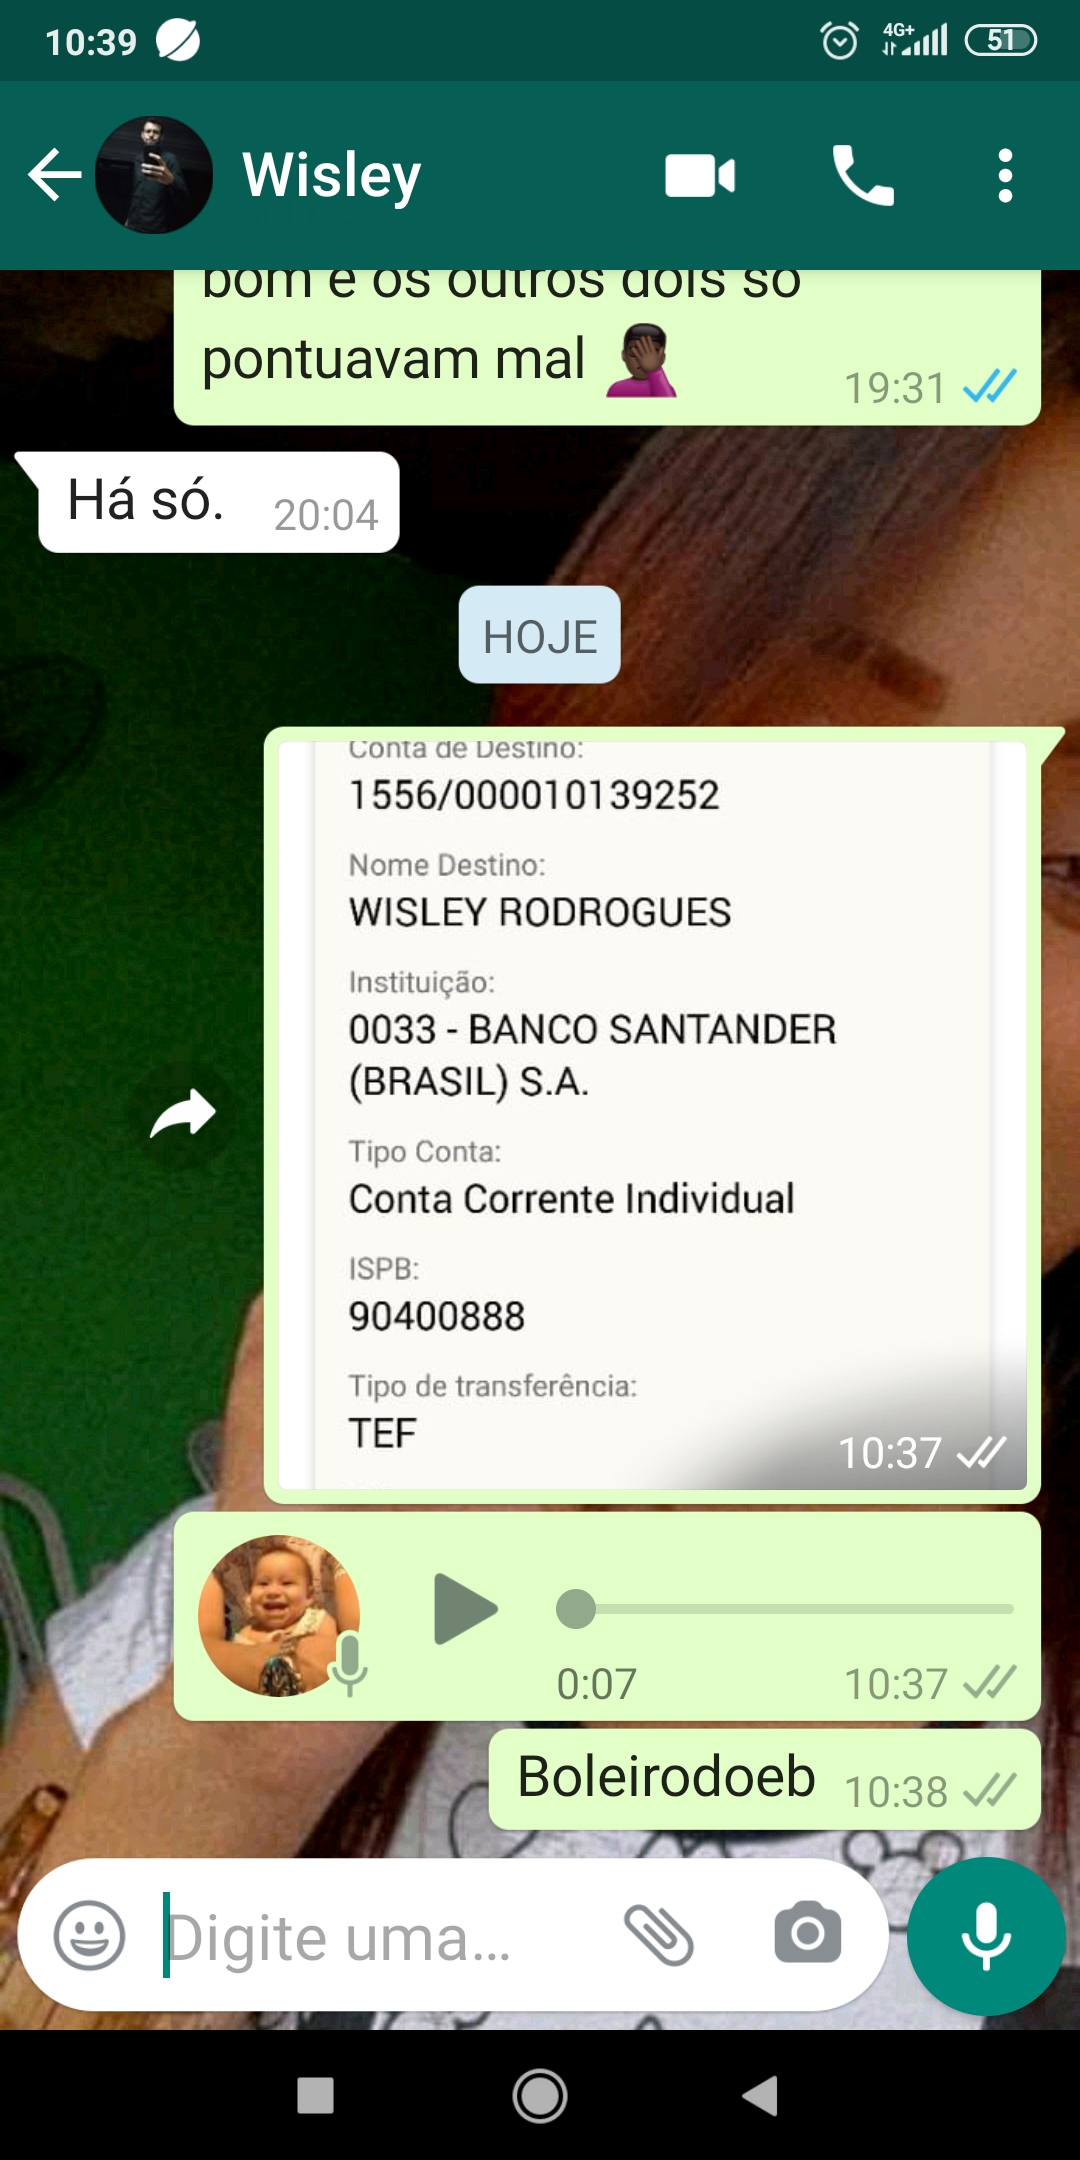 10:39
4G+
51
Wisley
bom e os outros dois só
pontuavam mal
19:31
Há só.
20:04
HOJE
Conta de Destino:
1556/000010139252
Nome Destino:
WISLEY RODROGUES
Instituição:
0033 - BANCO SANTANDER
(BRASIL) S.A.
Tipo Conta:
Conta Corrente Individual
ISPB:
90400888
Tipo de transferência:
TEF
10:37
0:07
10:37
Boleirodoeb
10:38
Digite uma...